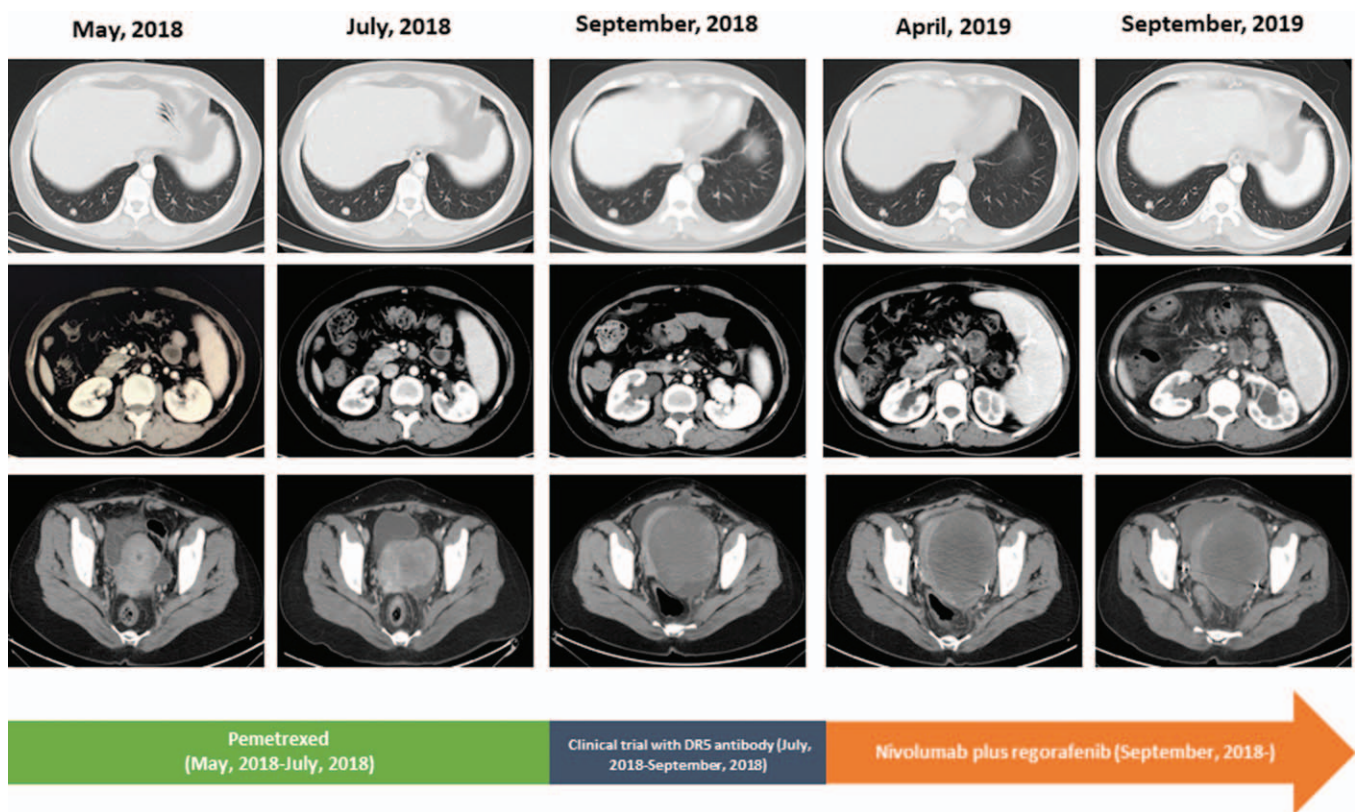 May, 2018
July, 2018
September, 2018
April, 2019
September, 2019
Pemetrexed
(May, 2018-July, 2018)
Clinical trial with DR5 antibody (July,
2018-September, 2018)
Nivolumab plus regorafenib (September, 2018-)